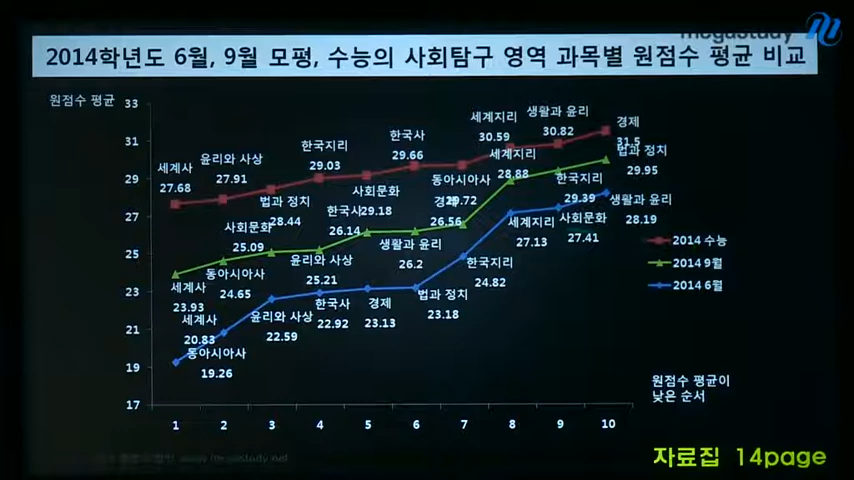 megastudy
2014학년도 6월, 9월 모평, 수능의 사회탐구 영역 과목별 원점수 평균 비교
원점수 평균
33
31
29
27
25
23
21
19
17
세계사
27.68
윤리와 사상
27.91
법과 정치
28.44
한국지리
29.03
사회문화
29.18
한국사
29.66
동아시아사
29.72
세계지리
30.59
생활과 윤리
30.82
경제
31.5
세계사
23.93
동아시아사
24.65
사회문화
25.09
윤리와 사상
25.21
한국사
26.14
생활과 윤리
26.2
경제
26.56
세계지리
28.88
한국지리
29.39
법과 정치
29.95
세계사
20.83
동아시아사
19.26
윤리와 사상
22.59
한국사
22.92
경제
23.13
법과 정치
23.18
한국지리
24.82
세계지리
27.13
사회문화
27.41
생활과 윤리
28.19
2014 수능
2014 9월
2014 6월
1 2 3 4 5 6 7 8 9 10
원점수 평균이
낮은 순서
자료집 14page